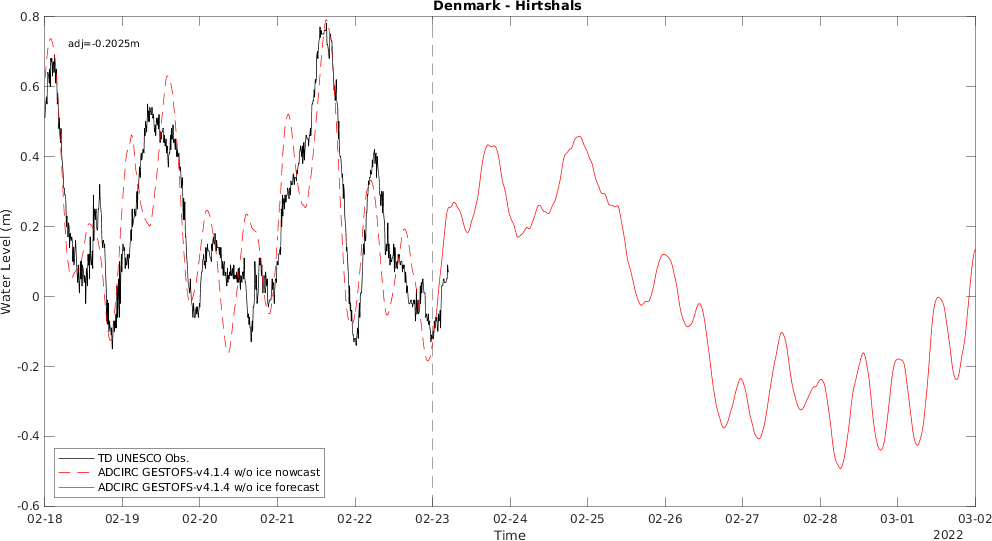 Denmark - Hirtshals
adj=-0.2025m
0.8
0.6
0.4
0.2
0
-0.2
-0.4
-0.6
Water Level (m)
TD UNESCO Obs.
ADCIRC GESTOFS-v4.1.4 w/o ice nowcast
ADCIRC GESTOFS-v4.1.4 w/o ice forecast
02-18 02-19 02-20 02-21 02-22 02-23 02-24 02-25 02-26 02-27 02-28 03-01 03-02
Time
2022